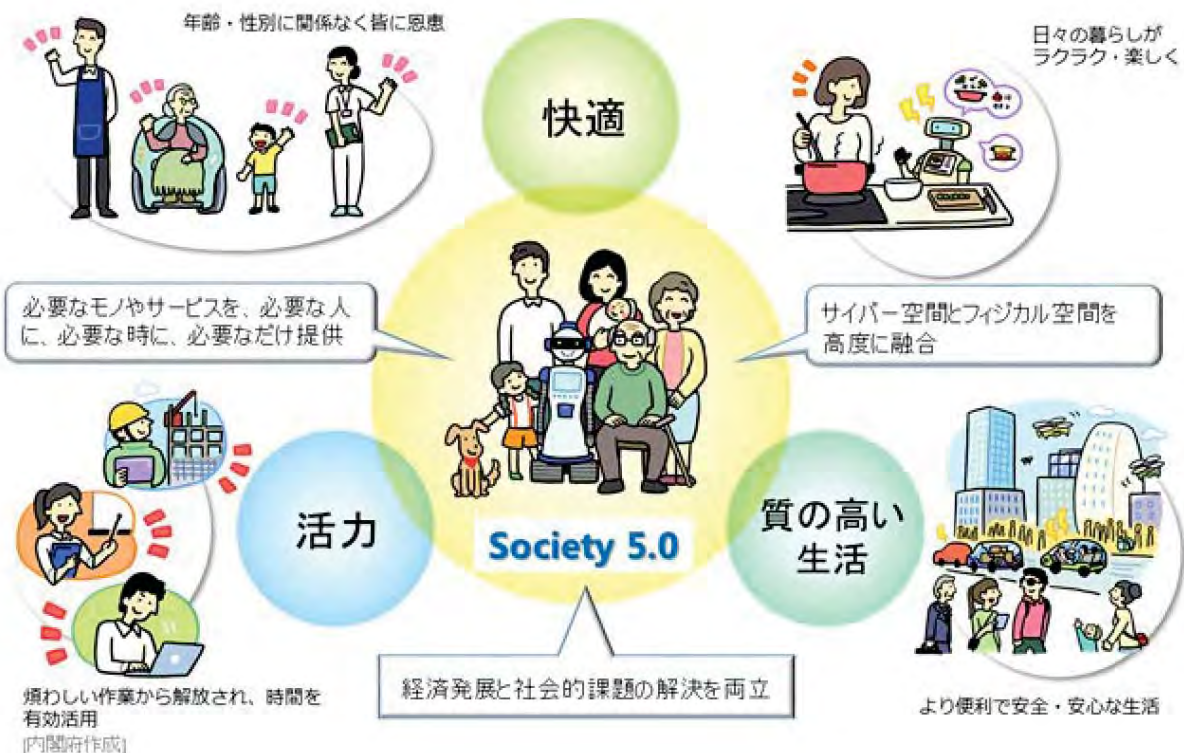 年齢・性別に関係なく皆に恩恵
日々の暮らしが
ラクラク・楽しく
快適
必要なモノやサービスを、必要な人
に、必要な時に、必要なだけ提供
サイバー空間とフィジカル空間を
高度に融合
活力
Society 5.0
質の高い
生活
経済発展と社会的課題の解決を両立
煩わしい作業から解放され、時間を
有効活用
[内閣府作成]
より便利で安全・安心な生活